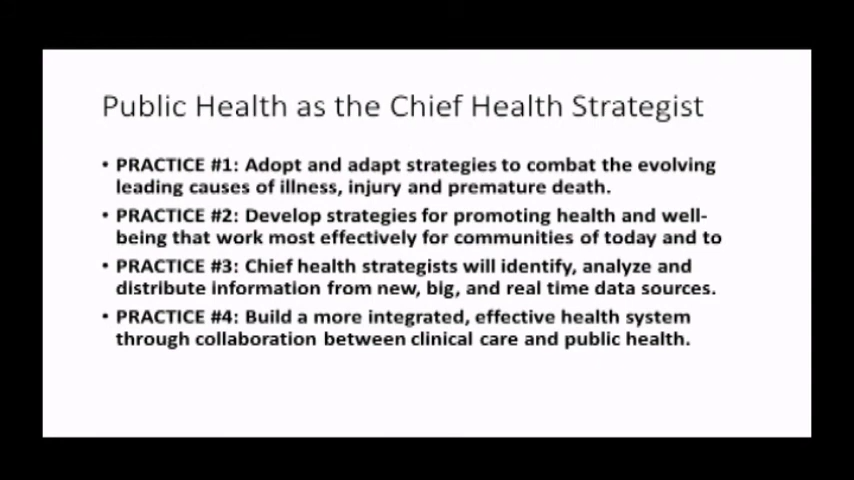 Public Health as the Chief Health Strategist
• PRACTICE #1: Adopt and adapt strategies to combat the evolving
leading causes of illness, injury and premature death.
• PRACTICE #2: Develop strategies for promoting health and well-
being that work most effectively for communities of today and to
• PRACTICE #3: Chief health strategists will identify, analyze and
distribute information from new, big, and real time data sources.
• PRACTICE #4: Build a more integrated, effective health system
through collaboration between clinical care and public health.